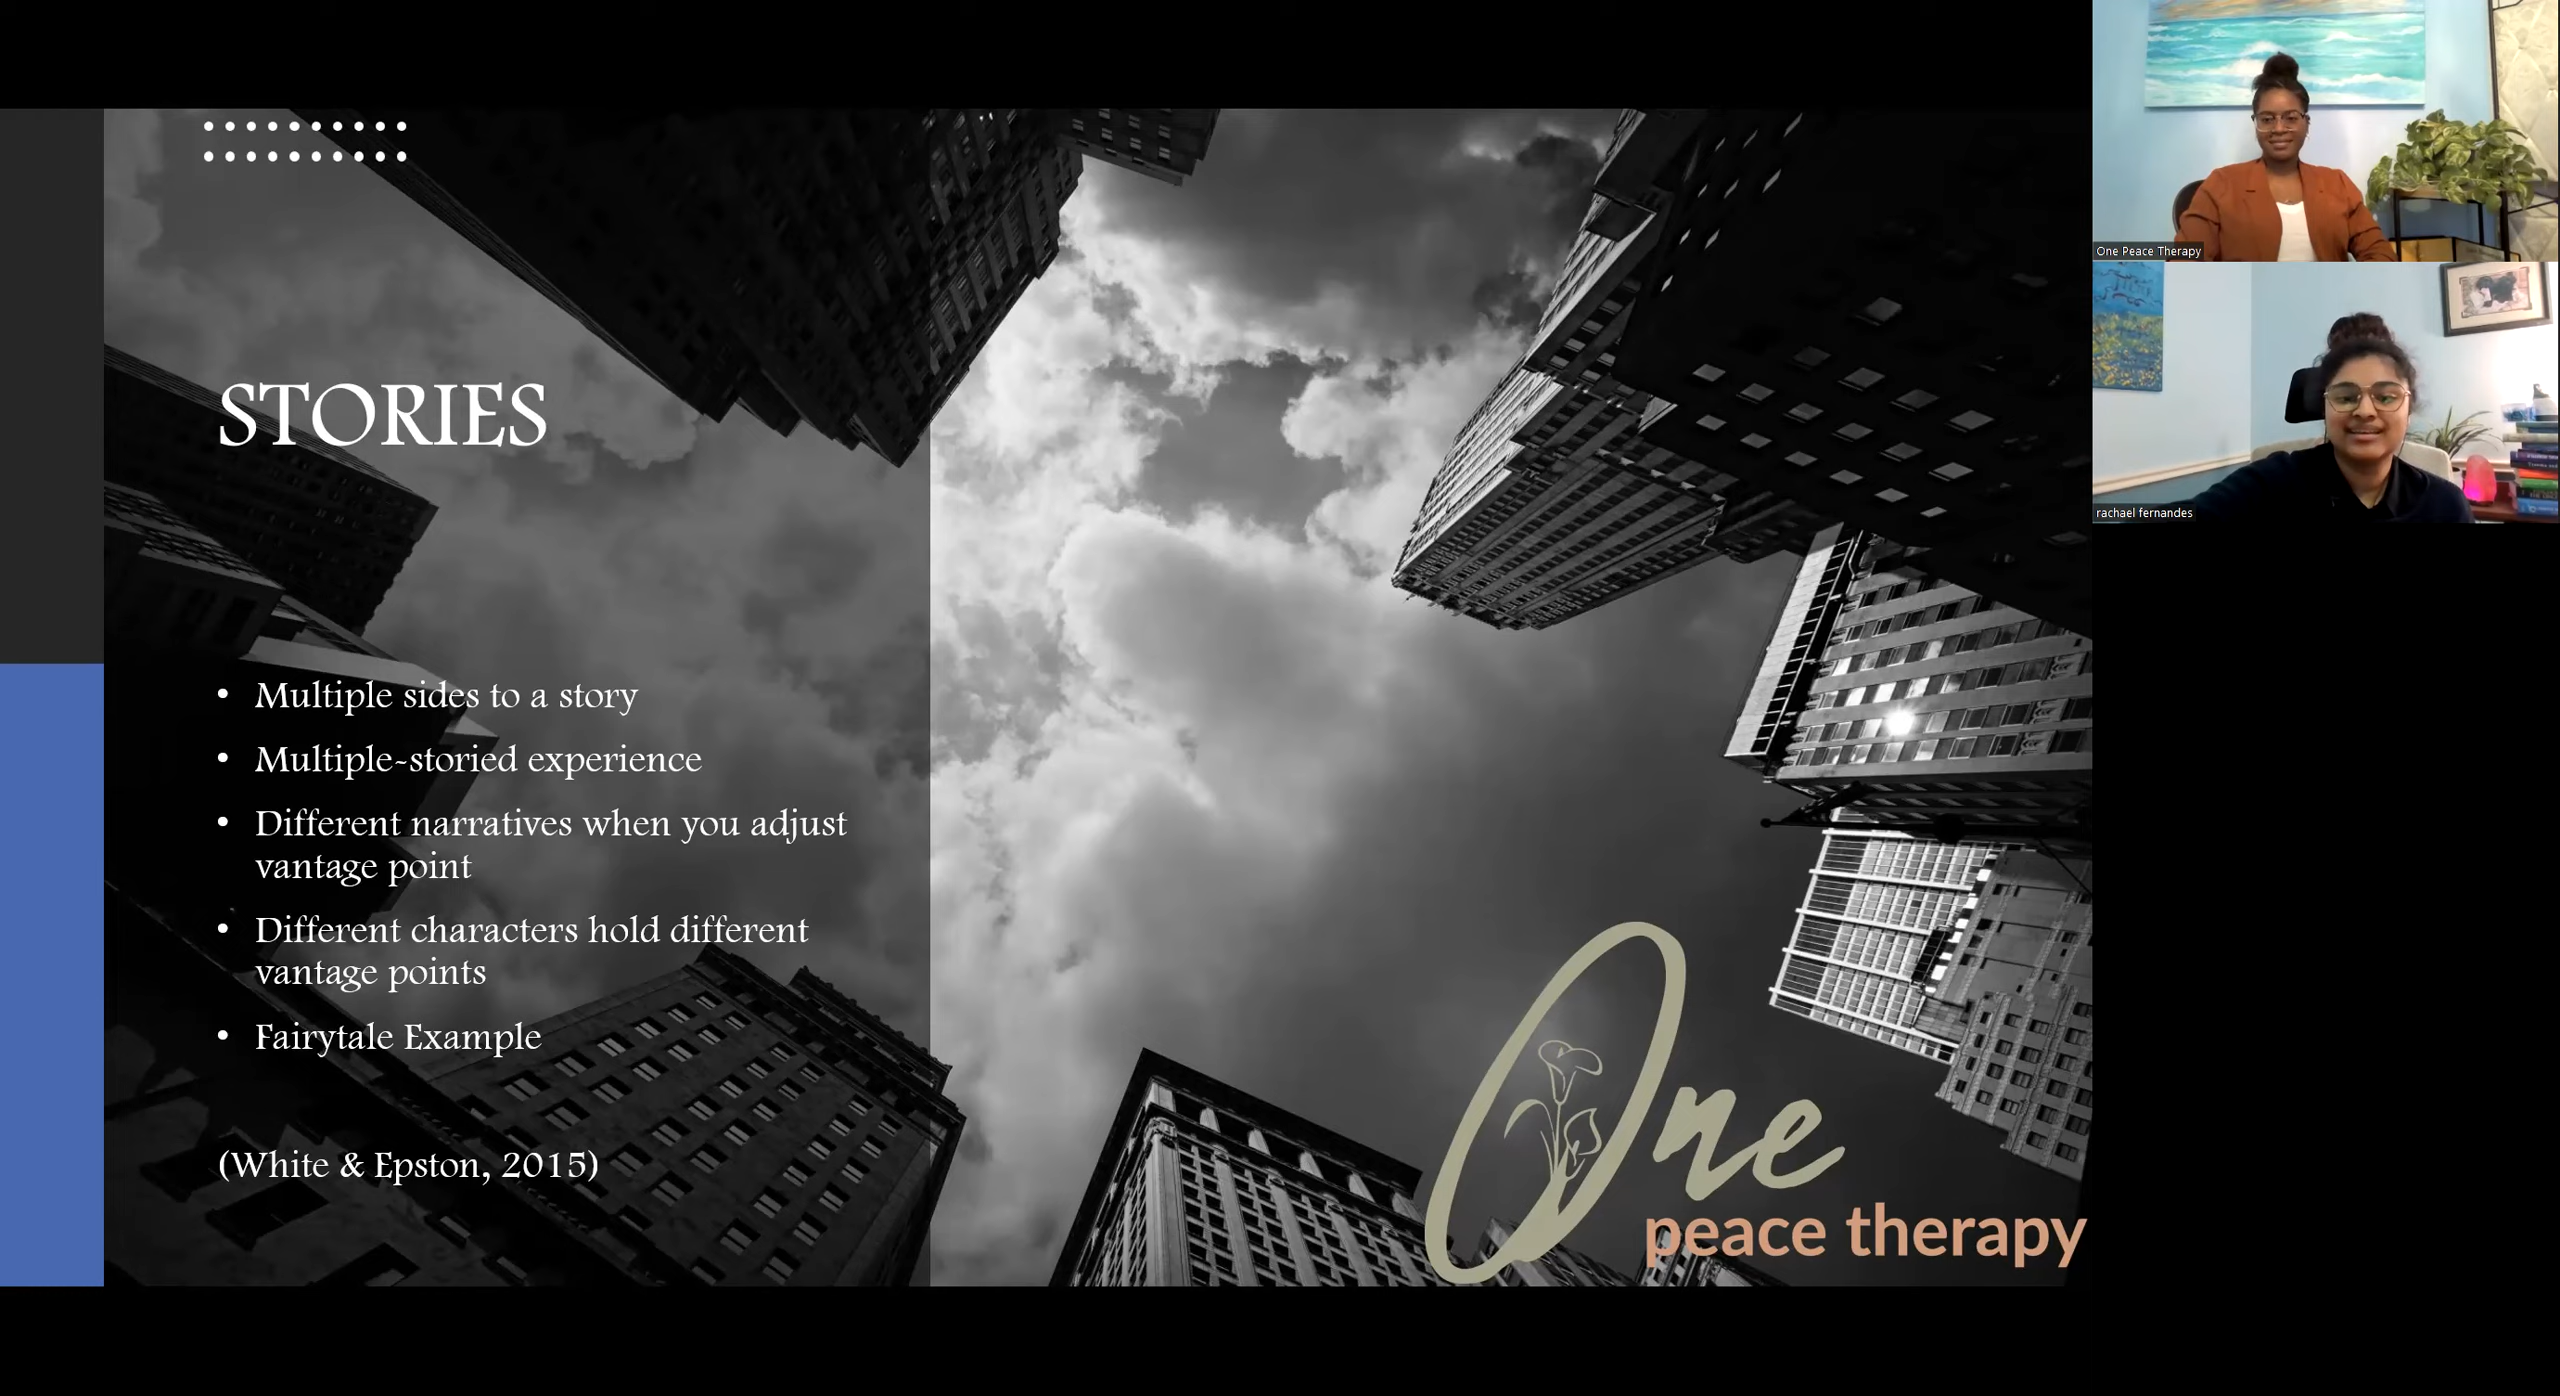 STORIES
• Multiple sides to a story
• Multiple-storied experience
• Different narratives when you adjust
vantage point
• Different characters hold different
vantage points
• Fairytale Example
(White & Epston, 2015)
One
peace therapy
One Peace Therapy
rachael fernandes